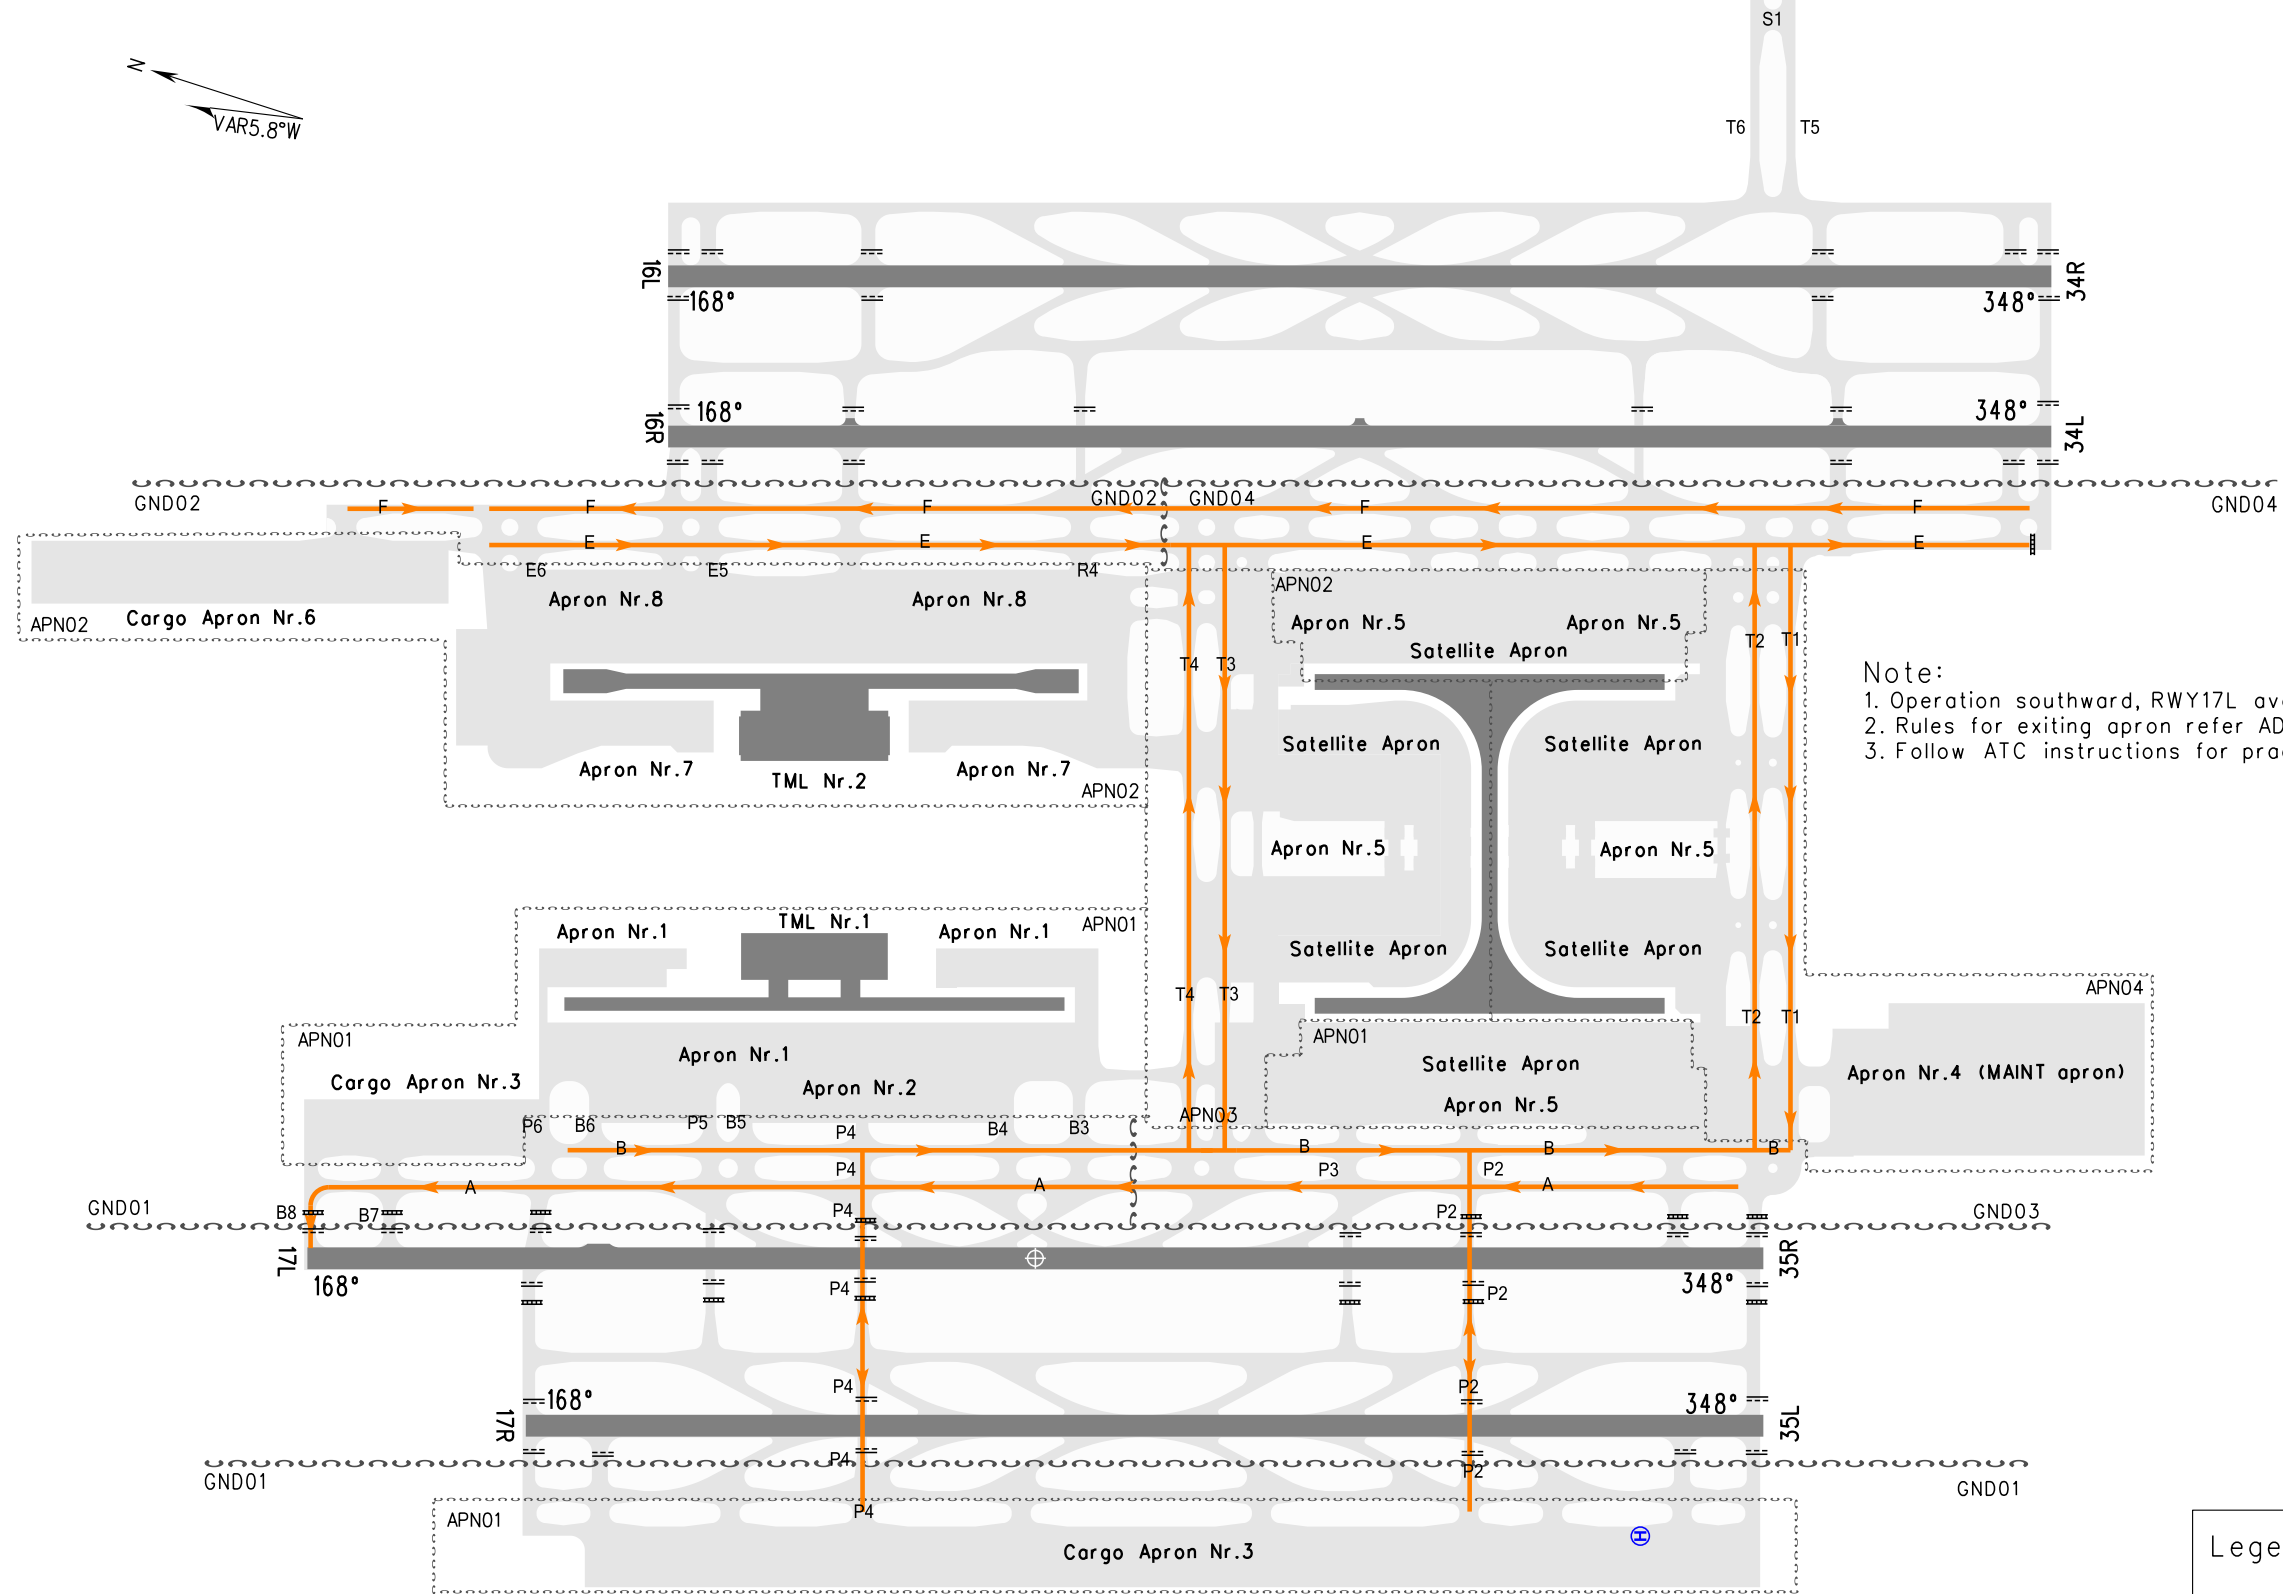 S1
N
VAR5.8°W
T6 T5
16L 168° 348° 34R
16R 168° 348° 34L
GND02 GND02 GND04 GND04
F F F F F
E E E E
E6 E5 R4
Apron Nr.8 Apron Nr.8
APN02
Apron Nr.5 Apron Nr.5
Satellite Apron
APN02 Cargo Apron Nr.6
T4 T3 T2 T1
Note:
1. Operation southward, RWY17L
2. Rules for exiting apron refer AD
3. Follow ATC instructions for
Satellite Apron Satellite Apron
Apron Nr.7 TML Nr.2 Apron Nr.7
APN02
Apron Nr.5 Apron Nr.5
Apron Nr.1 TML Nr.1 Apron Nr.1
APN01
Satellite Apron Satellite Apron
T4 T3 T2 T1
APN04
APN01
APN01
Apron Nr.1
Satellite Apron
Cargo Apron Nr.3 Apron Nr.2
Apron Nr.4 (MAINT apron)
Apron Nr.5
APN03
P6 B6 P5 B5 P4 B4 B3
B B B B
P4 P3 P2
A A A
GND01 GND03
B8 B7 P4 P2
17L 168° 348° 35R
P4 P2
P4 P2
17R 168° 348° 35L
P4 P2
GND01 GND01
P4
APN01
H
Cargo Apron Nr.3